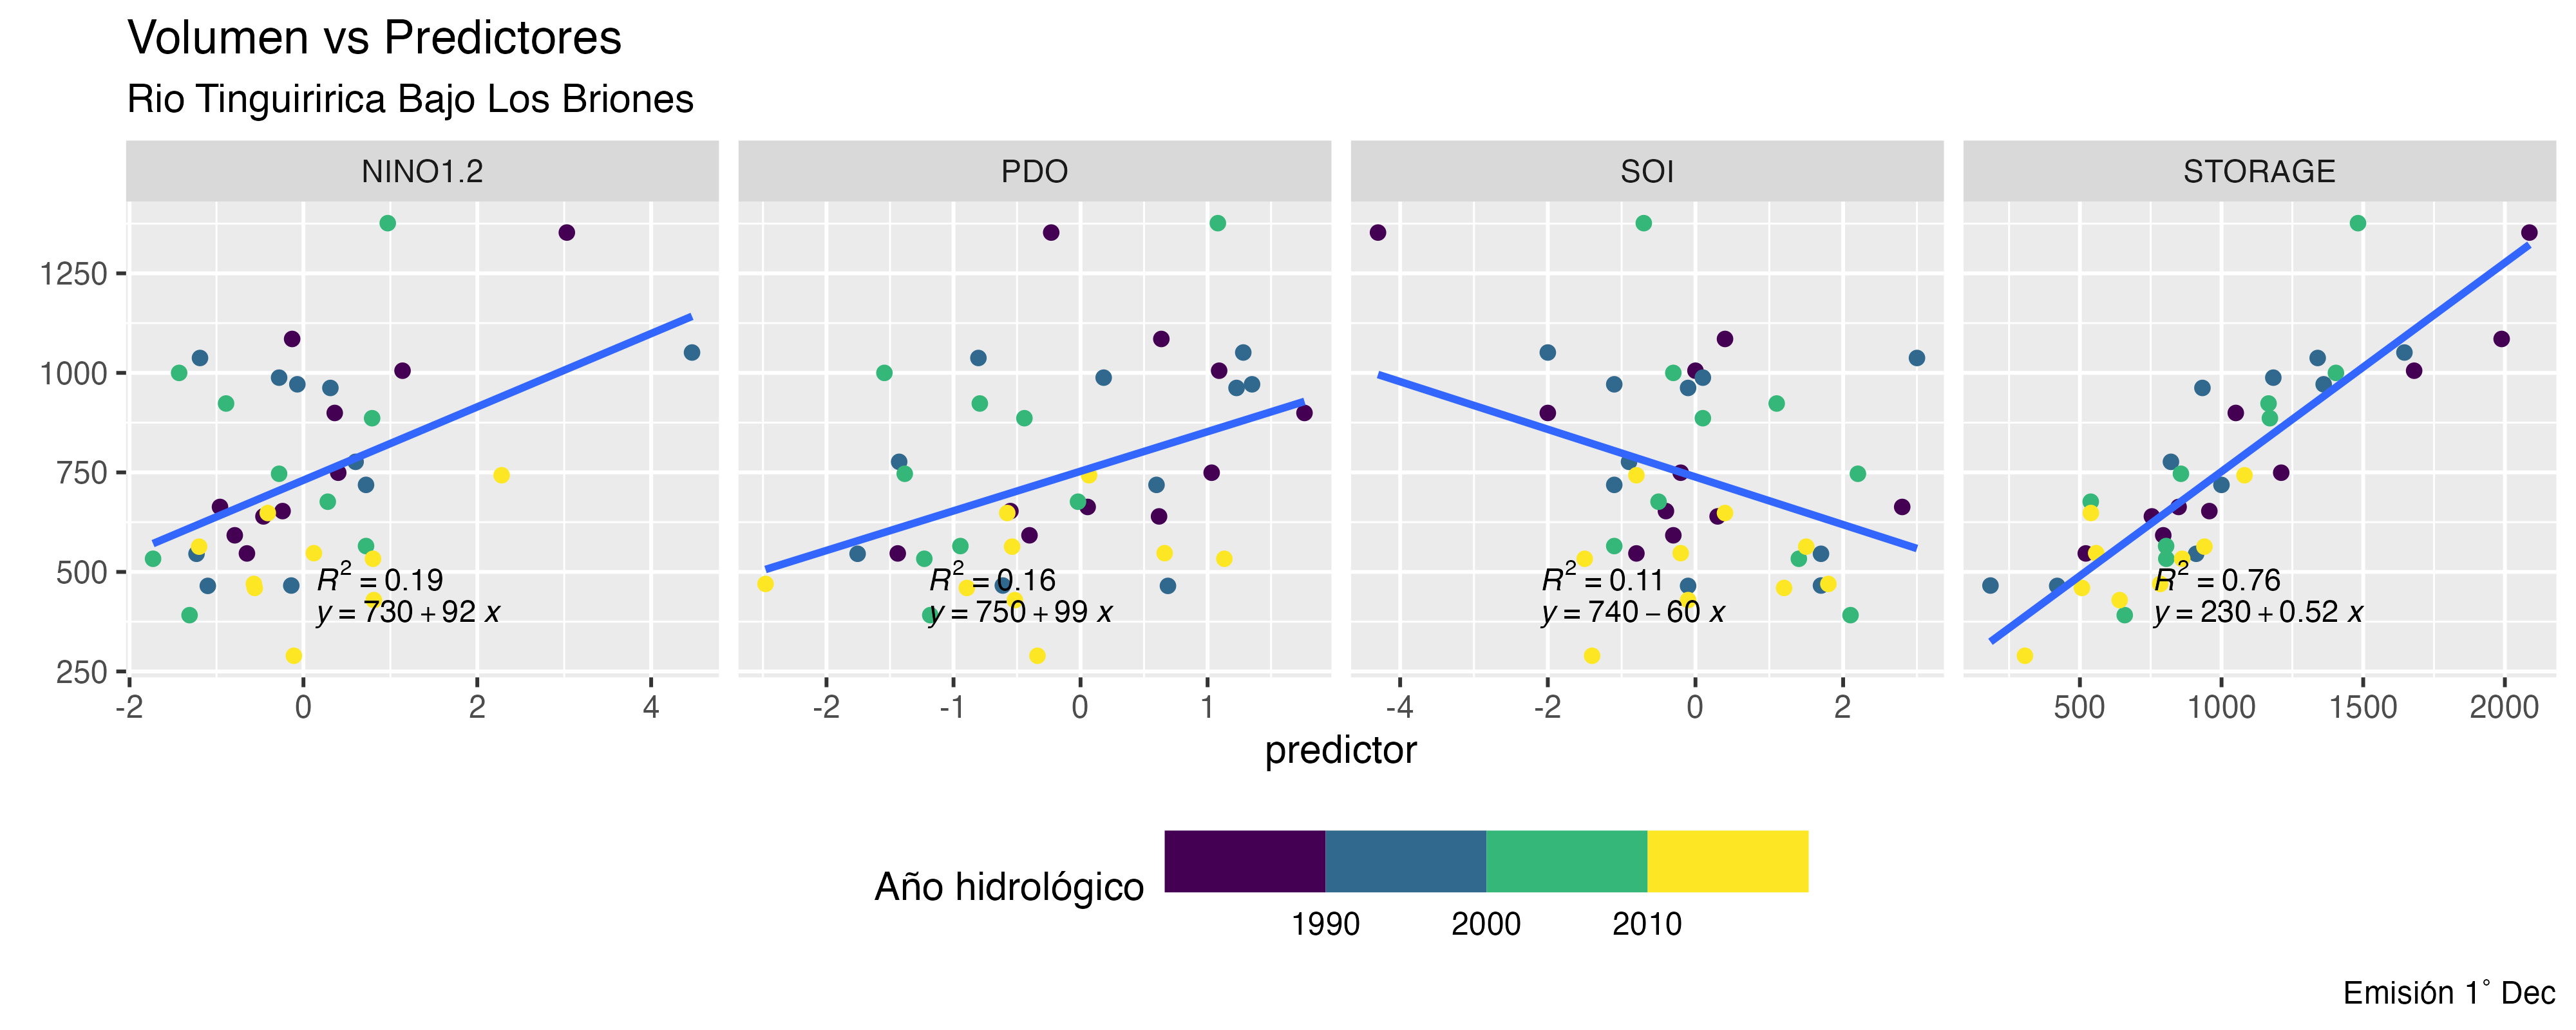 Volumen vs Predictores
Rio Tinguiririca Bajo Los Briones
NINO1.2 PDO SOI STORAGE
1250
1000
750
500
250
R² = 0.19
y = 730 + 92 x
R² = 0.16
y = 750 + 99 x
R² = 0.11
y = 740 − 60 x
R² = 0.76
y = 230 + 0.52 x
-2 0 2 4 -2 -1 0 1 -4 -2 0 2 500 1000 1500 2000
predictor
Año hidrológico
1990 2000 2010
Emisión 1° Dec